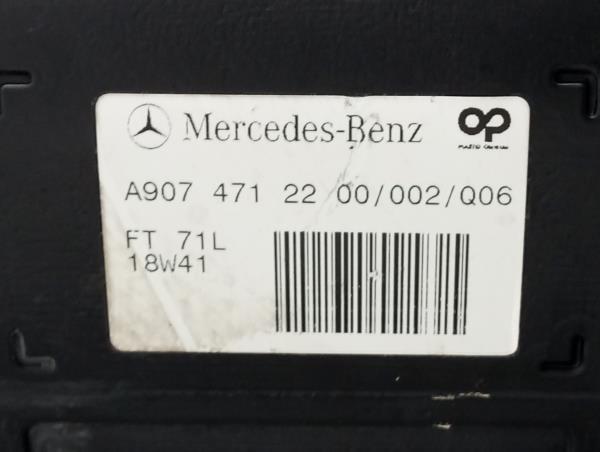 Mercedes-Benz
A907 471 22 00/002/Q06
FT 71L
18W41